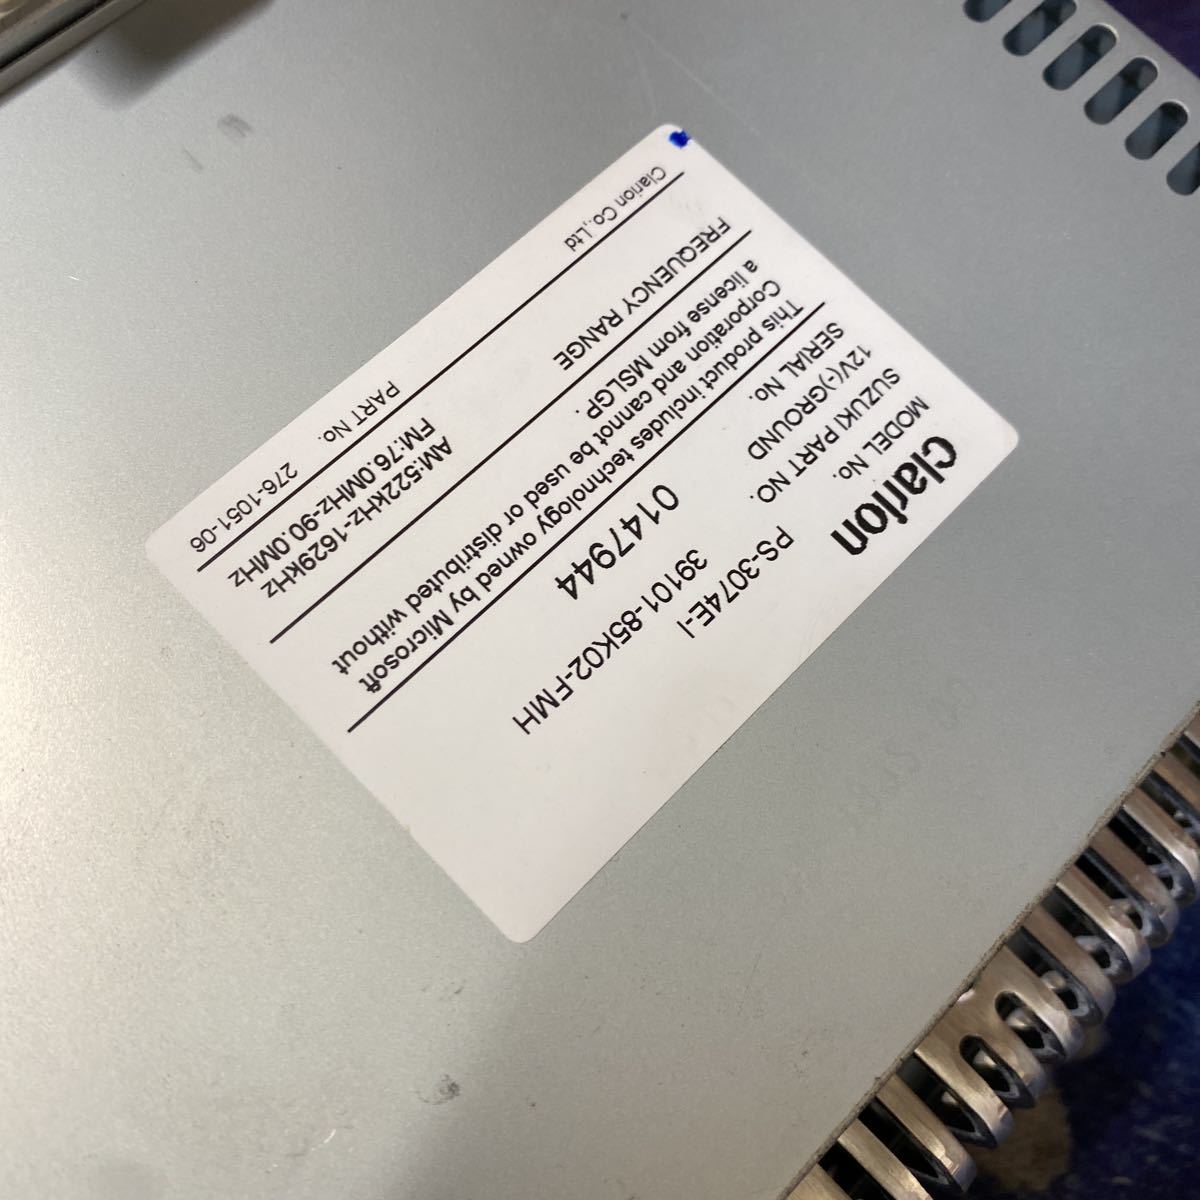 clarion
MODEL No. PS-3074E-I
SUZUKI PART NO. 39101-85K02-FMH
12V(-)GROUND
SERIAL No. 0147944
This product includes technology owned by Microsoft
Corporation and cannot be used or distributed without
a license from MSLGP.
FREQUENCY RANGE AM:522kHz-1629kHz
FM:76.0MHz-90.0MHz
Clarion Co.,Ltd PART No. 276-1051-06